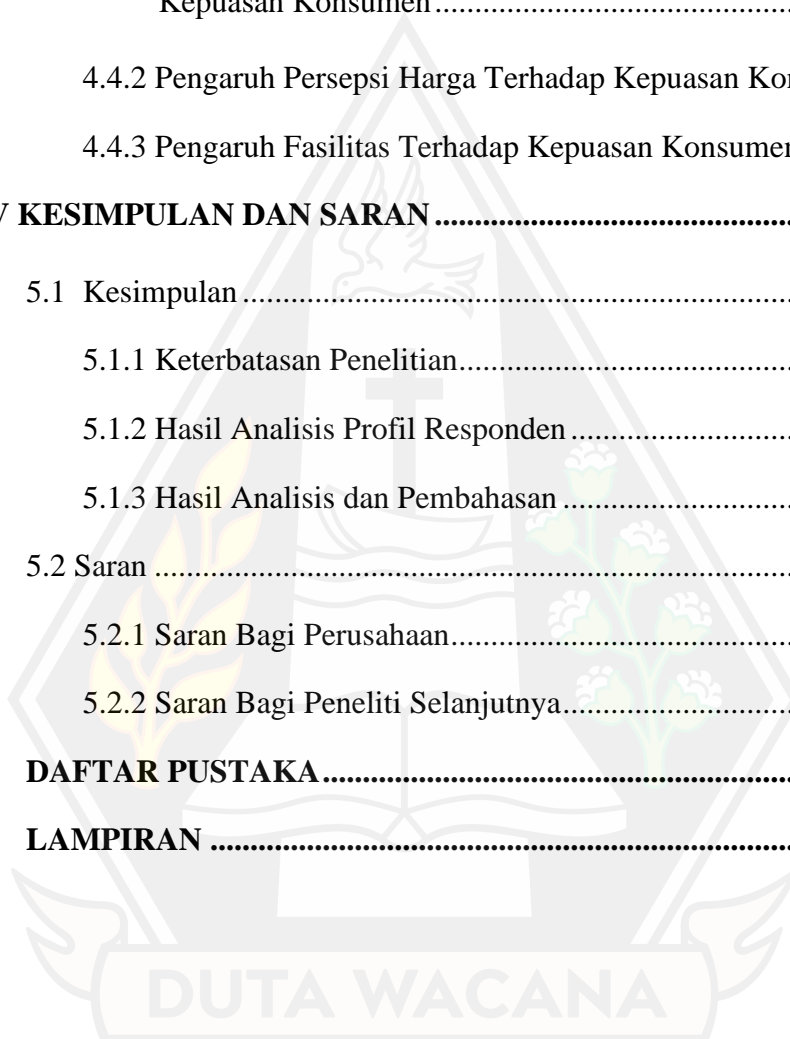 Kepuasan Konsumen................................................
4.4.2 Pengaruh Persepsi Harga Terhadap Kepuasan
4.4.3 Pengaruh Fasilitas Terhadap Kepuasan
KESIMPULAN DAN SARAN................................................
5.1 Kesimpulan................................................
5.1.1 Keterbatasan Penelitian................................................
5.1.2 Hasil Analisis Profil Responden................................
5.1.3 Hasil Analisis dan Pembahasan................................
5.2 Saran................................................
5.2.1 Saran Bagi Perusahaan................................................
5.2.2 Saran Bagi Peneliti Selanjutnya................................
DAFTAR PUSTAKA................................................
LAMPIRAN................................................
DUTA WACANA